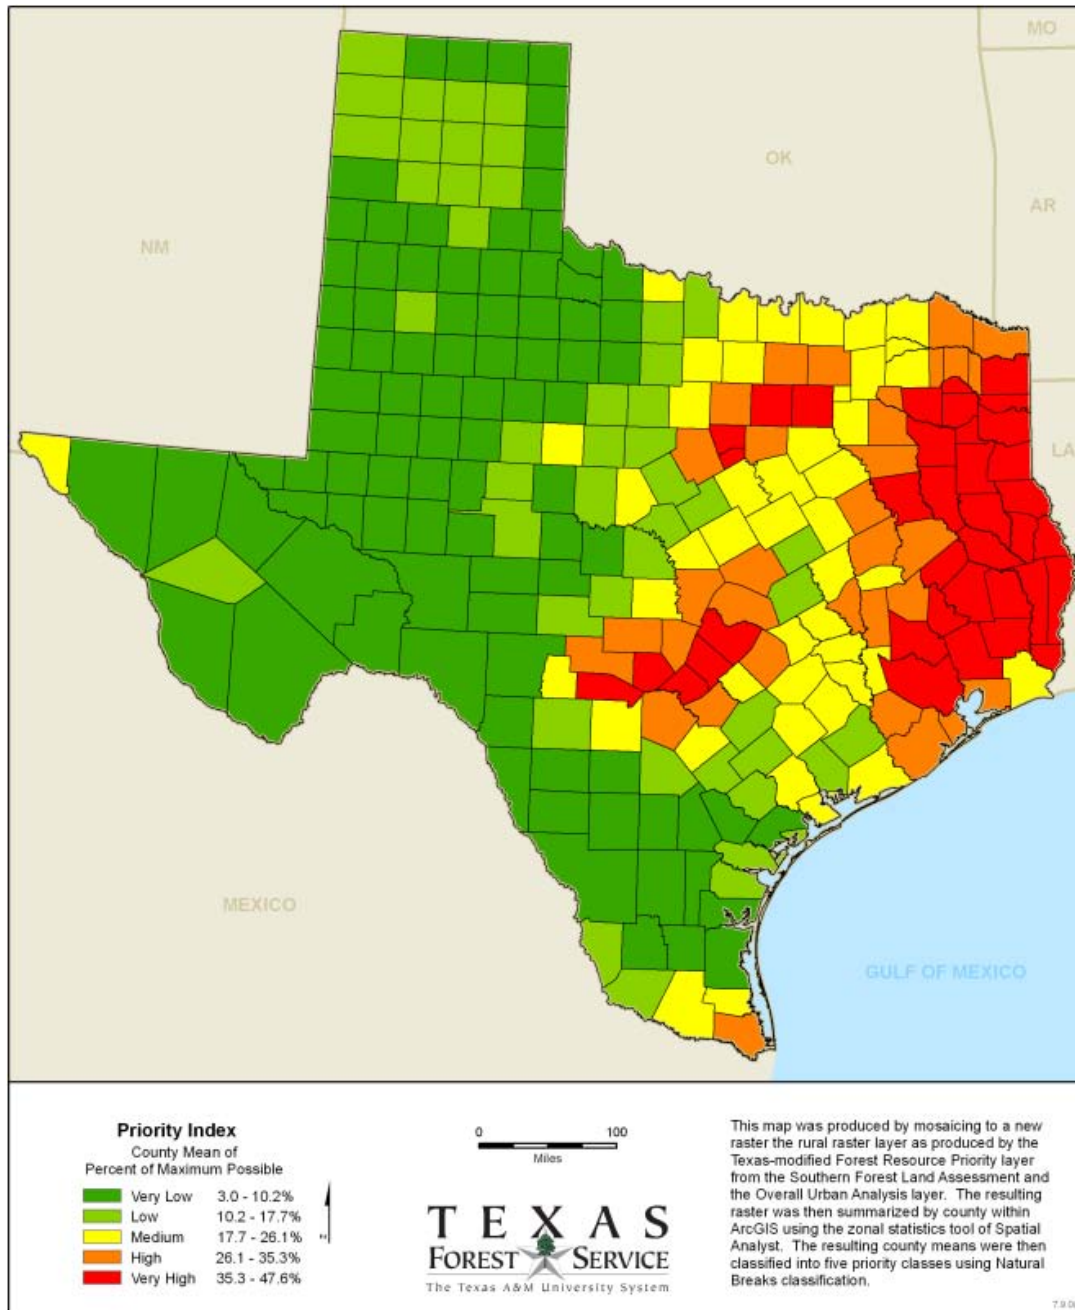 MO
OK
AR
NM
LA
MEXICO
GULF OF MEXICO
Priority Index
County Mean of
Percent of Maximum Possible
Very Low 3.0 - 10.2%
Low 10.2 - 17.7%
Medium 17.7 - 26.1%
High 26.1 - 35.3%
Very High 35.3 - 47.6%
0 100
Miles
TEXAS
FOREST SERVICE
The Texas A&M University System
This map was produced by mosaicing to a new
raster the rural raster layer as produced by the
Texas-modified Forest Resource Priority layer
from the Southern Forest Land Assessment and
the Overall Urban Analysis layer. The resulting
raster was then summarized by county within
ArcGIS using the zonal statistics tool of Spatial
Analyst. The resulting county means were then
classified into five priority classes using Natural
Breaks classification.